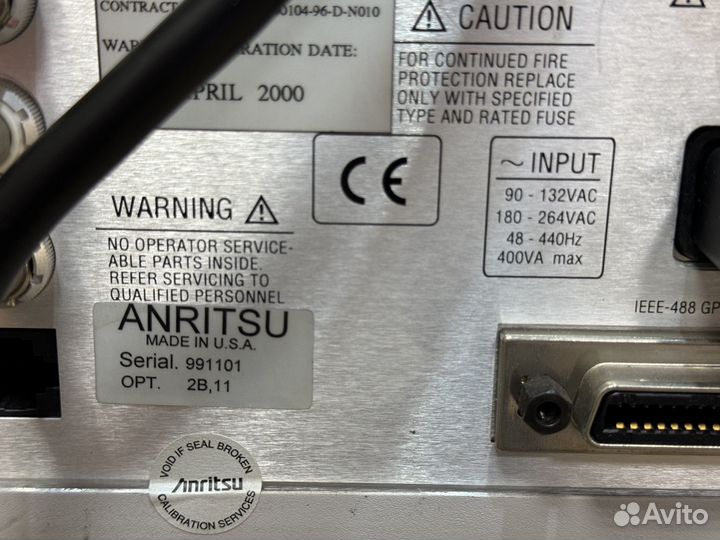 CONTRACT
0104-96-D-N010
WAR RATION DATE:
PRIL 2000
CAUTION
FOR CONTINUED FIRE
PROTECTION REPLACE
ONLY WITH SPECIFIED
TYPE AND RATED FUSE
CE
~ INPUT
90 - 132VAC
180 - 264VAC
48 - 440Hz
400VA max
WARNING
NO OPERATOR SERVICE-
ABLE PARTS INSIDE.
REFER SERVICING TO
QUALIFIED PERSONNEL
IEEE-488 GP
ANRITSU
MADE IN U.S.A.
Serial. 991101
OPT. 2B,11
VOID IF SEAL BROKEN
Anritsu
CALIBRATION SERVICES
Avito